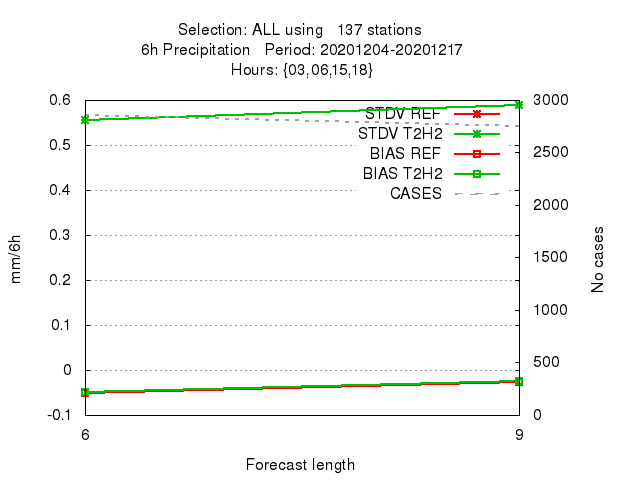 Selection: ALL using   137 stations
6h Precipitation   Period: 20201204-20201217
Hours: {03,06,15,18}
0.6
0.5
0.4
0.3
0.2
0.1
0
-0.1
mm/6h
STDV REF
STDV T2H2
BIAS REF
BIAS T2H2
CASES
3000
2500
2000
1500
1000
500
0
No cases
6
9
Forecast length